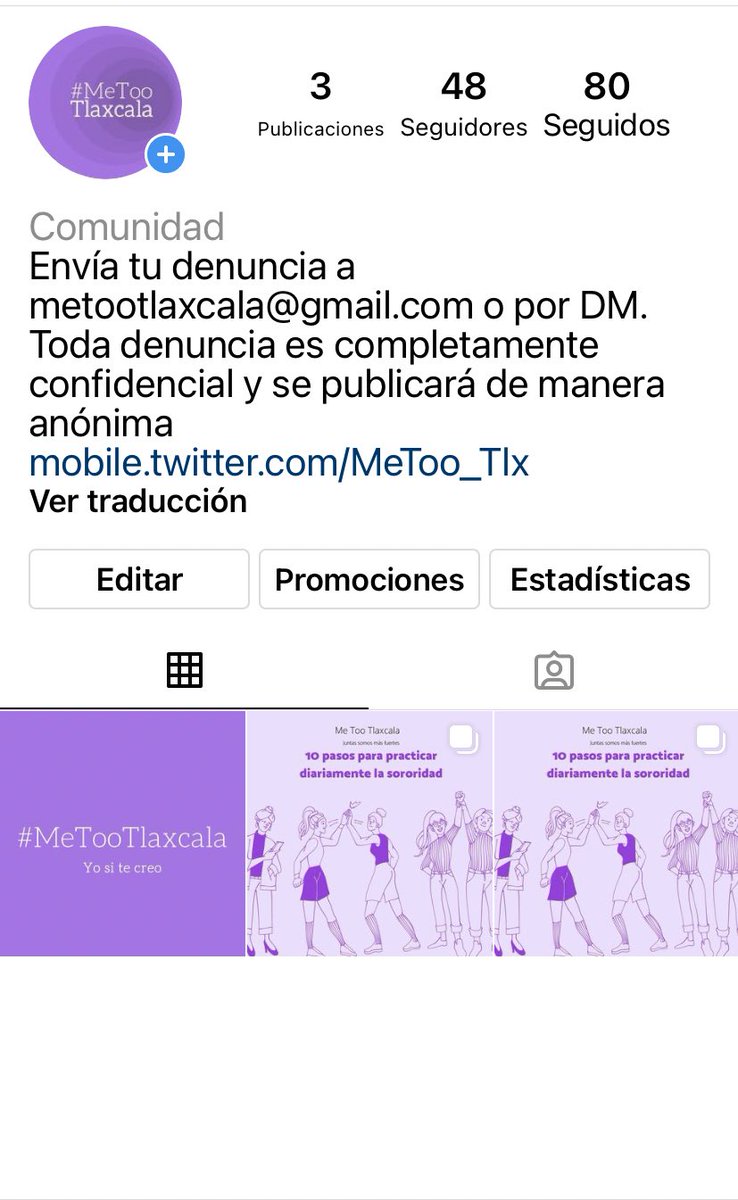 #MeToo
Tlaxcala
3
48
80
Publicaciones
Seguidores
Seguidos
Comunidad
Envía tu denuncia a
metootlaxcala@gmail.com o por DM.
Toda denuncia es completamente
confidencial y se publicará de manera
anónima
mobile.twitter.com/MeToo_Tlx
Ver traducción
Editar
Promociones
Estadísticas
#MeTooTlaxcala
Yo si te creo
Me Too Tlaxcala
Juntas somos más fuertes
10 pasos para practicar
diariamente la sororidad
Me Too Tlaxcala
Juntas somos más fuertes
10 pasos para practicar
diariamente la sororidad